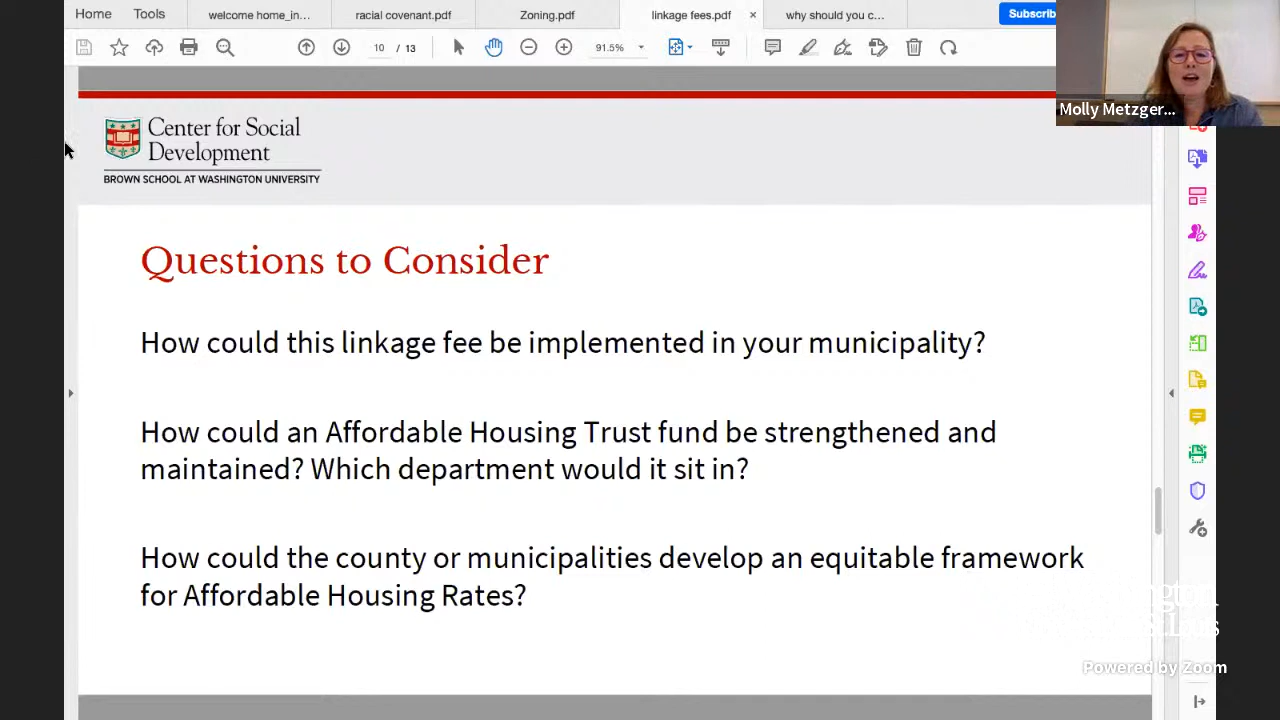 Home Tools welcome home_in... racial covenant.pdf Zoning.pdf linkage fees.pdf × why should you c... Subscrib
10 / 13 91.5%
Molly Metzger...
Center for Social
Development
BROWN SCHOOL AT WASHINGTON UNIVERSITY
Questions to Consider
How could this linkage fee be implemented in your municipality?
How could an Affordable Housing Trust fund be strengthened and
maintained? Which department would it sit in?
How could the county or municipalities develop an equitable framework
for Affordable Housing Rates?
Powered by Zoom